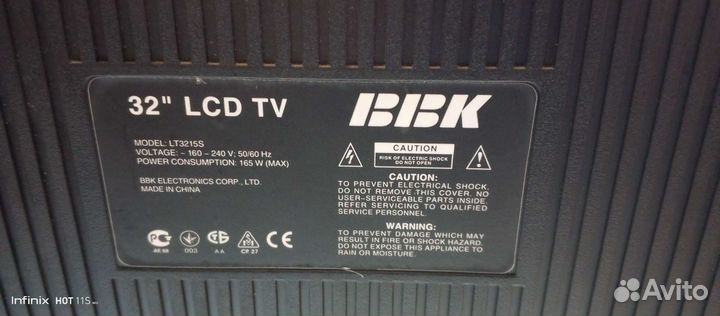 32" LCD TV
BBK
MODEL: LT3215S
VOLTAGE: ~ 160 – 240 V; 50/60 Hz
POWER CONSUMPTION: 165 W (MAX)
BBK ELECTRONICS CORP., LTD.
MADE IN CHINA
CAUTION
RISK OF ELECTRIC SHOCK
DO NOT OPEN
CAUTION:
TO PREVENT ELECTRICAL SHOCK,
DO NOT REMOVE THIS COVER. NO
USER-SERVICEABLE PARTS INSIDE.
REFER SERVICING TO QUALIFIED
SERVICE PERSONNEL.
WARNING:
TO PREVENT DAMAGE WHICH MAY
RESULT IN FIRE OR SHOCK HAZARD,
DO NOT EXPOSE THIS APPLIANCE TO
RAIN OR MOISTURE.
003
АЯ 27
CE
Infinix HOT 11S
Avito